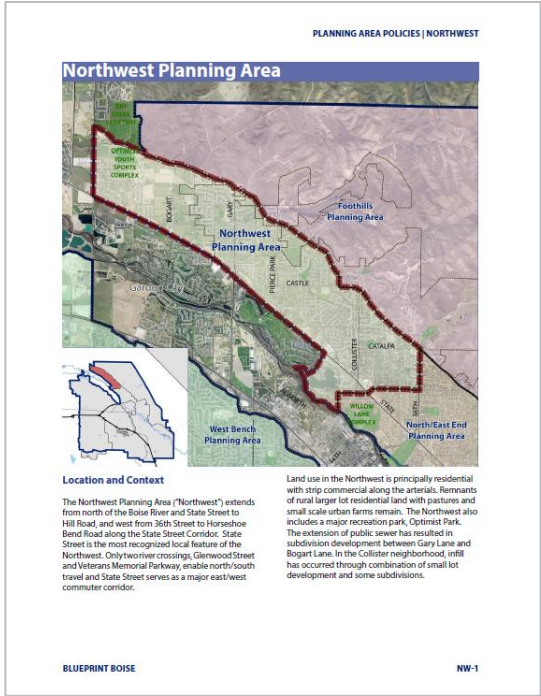 PLANNING AREA POLICIES | NORTHWEST
Northwest Planning Area
DRY
CREEK
CEMETERY
OPTIMIST
YOUTH
SPORTS
COMPLEX
BOGART
GARY
Foothills
Planning Area
Northwest
Planning Area
PIERCE PARK
CASTLE
Garden City
COLLISTER
CATALPA
WILLOW
LANE
COMPLEX
STATE
36TH
North/East End
Planning Area
West Bench
Planning Area
Location and Context
The Northwest Planning Area ("Northwest") extends
from north of the Boise River and State Street to
Hill Road, and west from 36th Street to Horseshoe
Bend Road along the State Street Corridor. State
Street is the most recognized local feature of the
Northwest. Only two river crossings, Glenwood Street
and Veterans Memorial Parkway, enable north/south
travel and State Street serves as a major east/west
commuter corridor.
Land use in the Northwest is principally residential
with strip commercial along the arterials. Remnants
of rural larger lot residential land with pastures and
small scale urban farms remain. The Northwest also
includes a major recreation park, Optimist Park.
The extension of public sewer has resulted in
subdivision development between Gary Lane and
Bogart Lane. In the Collister neighborhood, infill
has occurred through combination of small lot
development and some subdivisions.
BLUEPRINT BOISE
NW-1